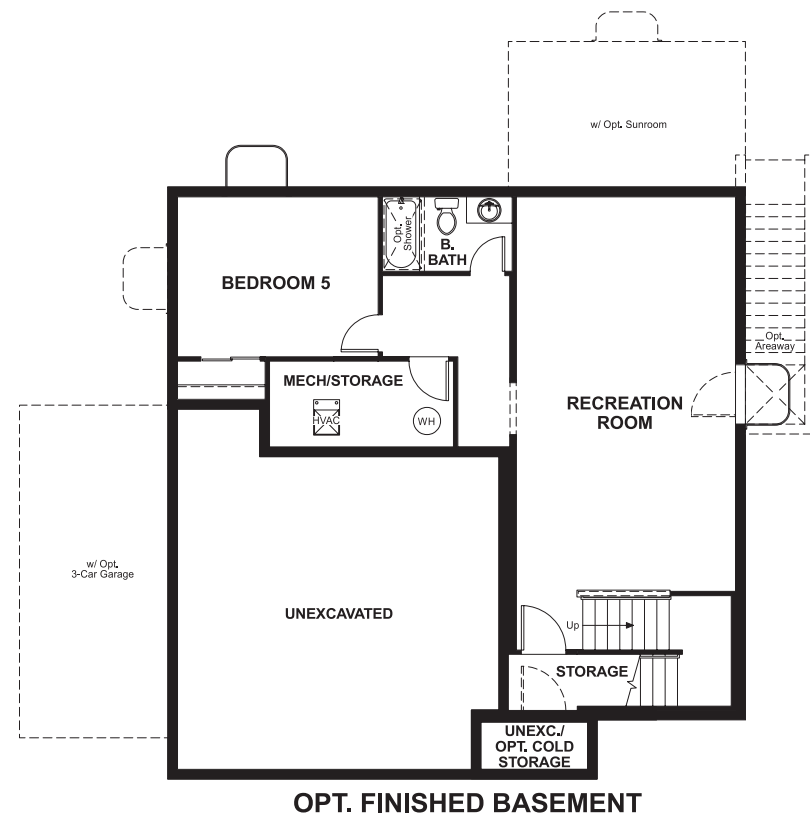 w/ Opt. Sunroom
Opt.
Shower
B.
BATH
BEDROOM 5
Opt.
Areaway
MECH/STORAGE
HVAC
WH
RECREATION
ROOM
w/ Opt.
3-Car Garage
UNEXCAVATED
Up
STORAGE
UNEXC./
OPT. COLD
STORAGE
OPT. FINISHED BASEMENT